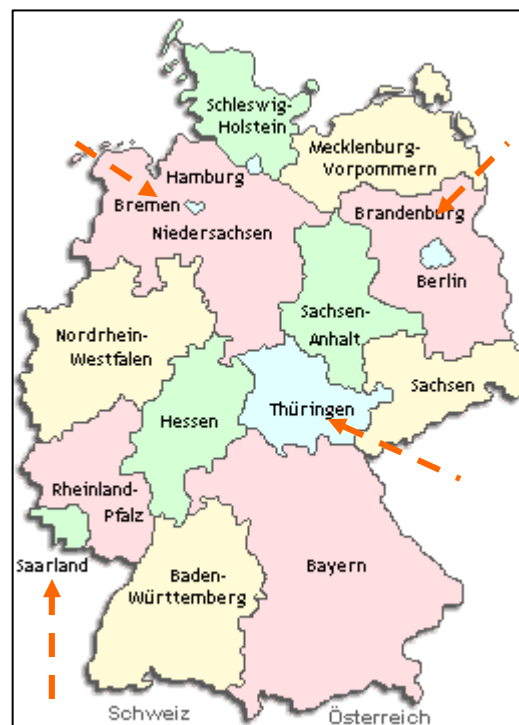 Schleswig-
Holstein
Mecklenburg-
Vorpommern
Hamburg
Bremen
Niedersachsen
Brandenburg
Berlin
Sachsen-
Anhalt
Nordrhein-
Westfalen
Sachsen
Thüringen
Hessen
Rheinland-
Pfalz
Saarland
Baden-
Württemberg
Bayern
Schweiz
Österreich